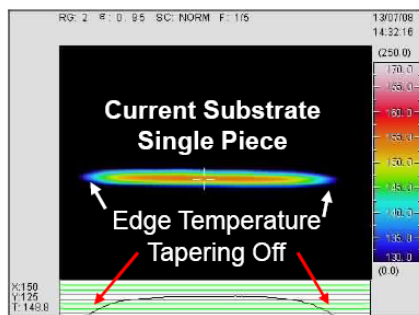 RG: 2 ε: 0.95 SC: NORM F: 1/5 13/07/08
14:32:16
(250.0)
170.0
165.0
160.0
155.0
150.0
145.0
140.0
135.0
130.0
(0.0)
Current Substrate
Single Piece
Edge Temperature
Tapering Off
X:150
Y:125
T: 148.8